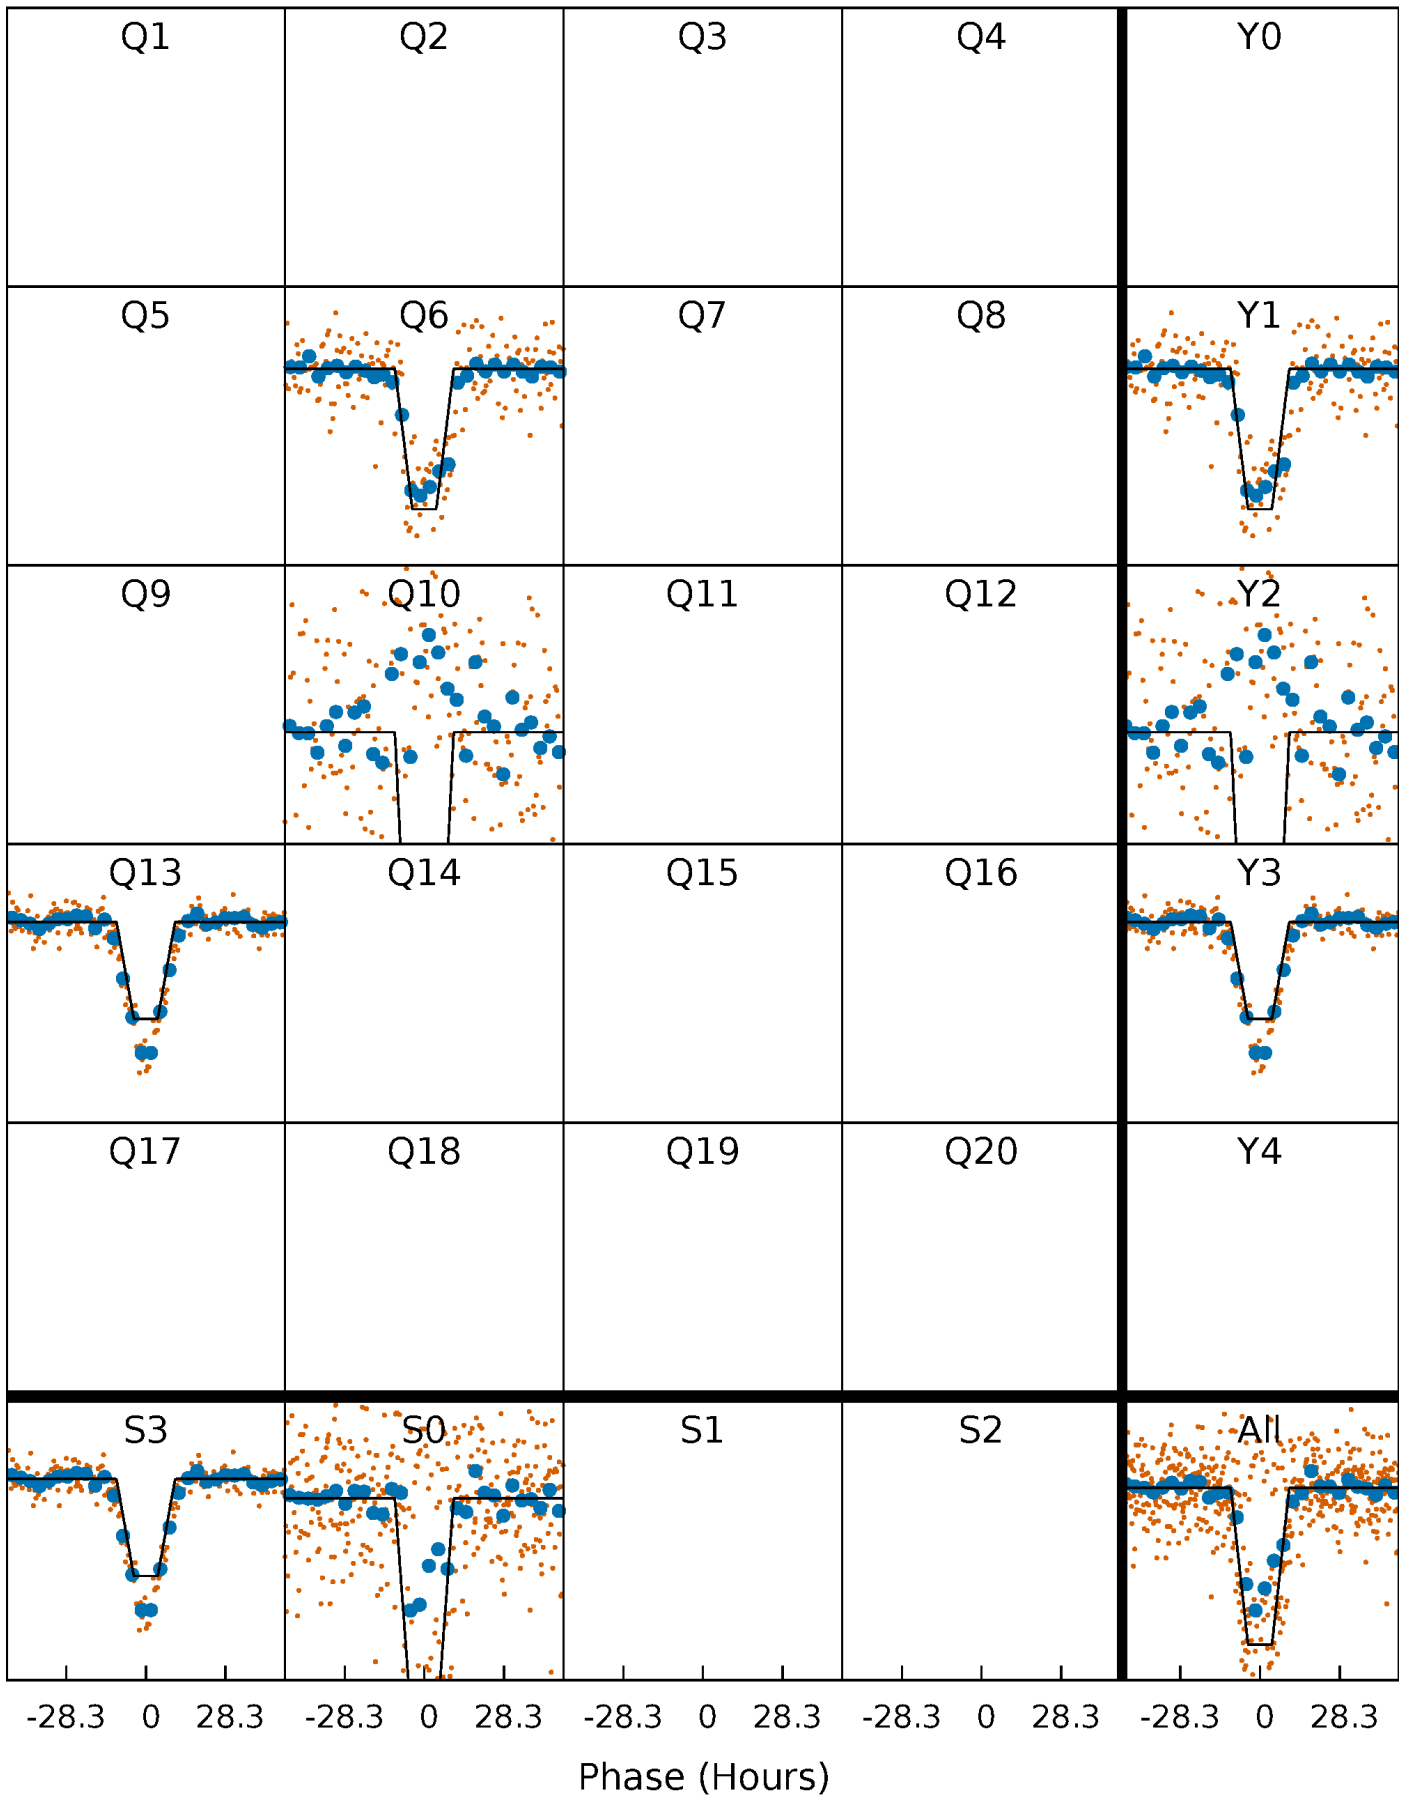 Q1 Q2 Q3 Q4 Y0
Q5 Q6 Q7 Q8 Y1
Q9 Q10 Q11 Q12 Y2
Q13 Q14 Q15 Q16 Y3
Q17 Q18 Q19 Q20 Y4
S3 S0 S1 S2 All
-28.3 0 28.3 -28.3 0 28.3 -28.3 0 28.3 -28.3 0 28.3 -28.3 0 28.3
Phase (Hours)